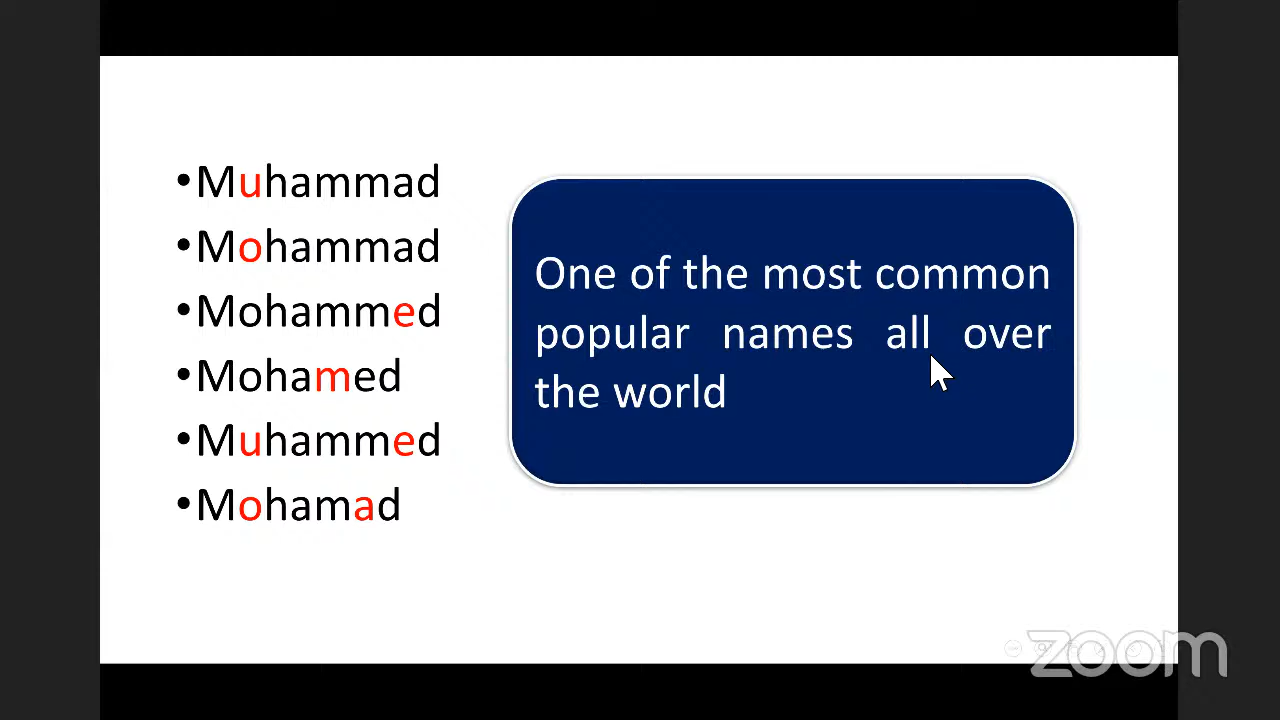 •Muhammad
•Mohammad
•Mohammed
•Mohamed
•Muhammed
•Mohamad
One of the most common
popular names all over
the world
zoom